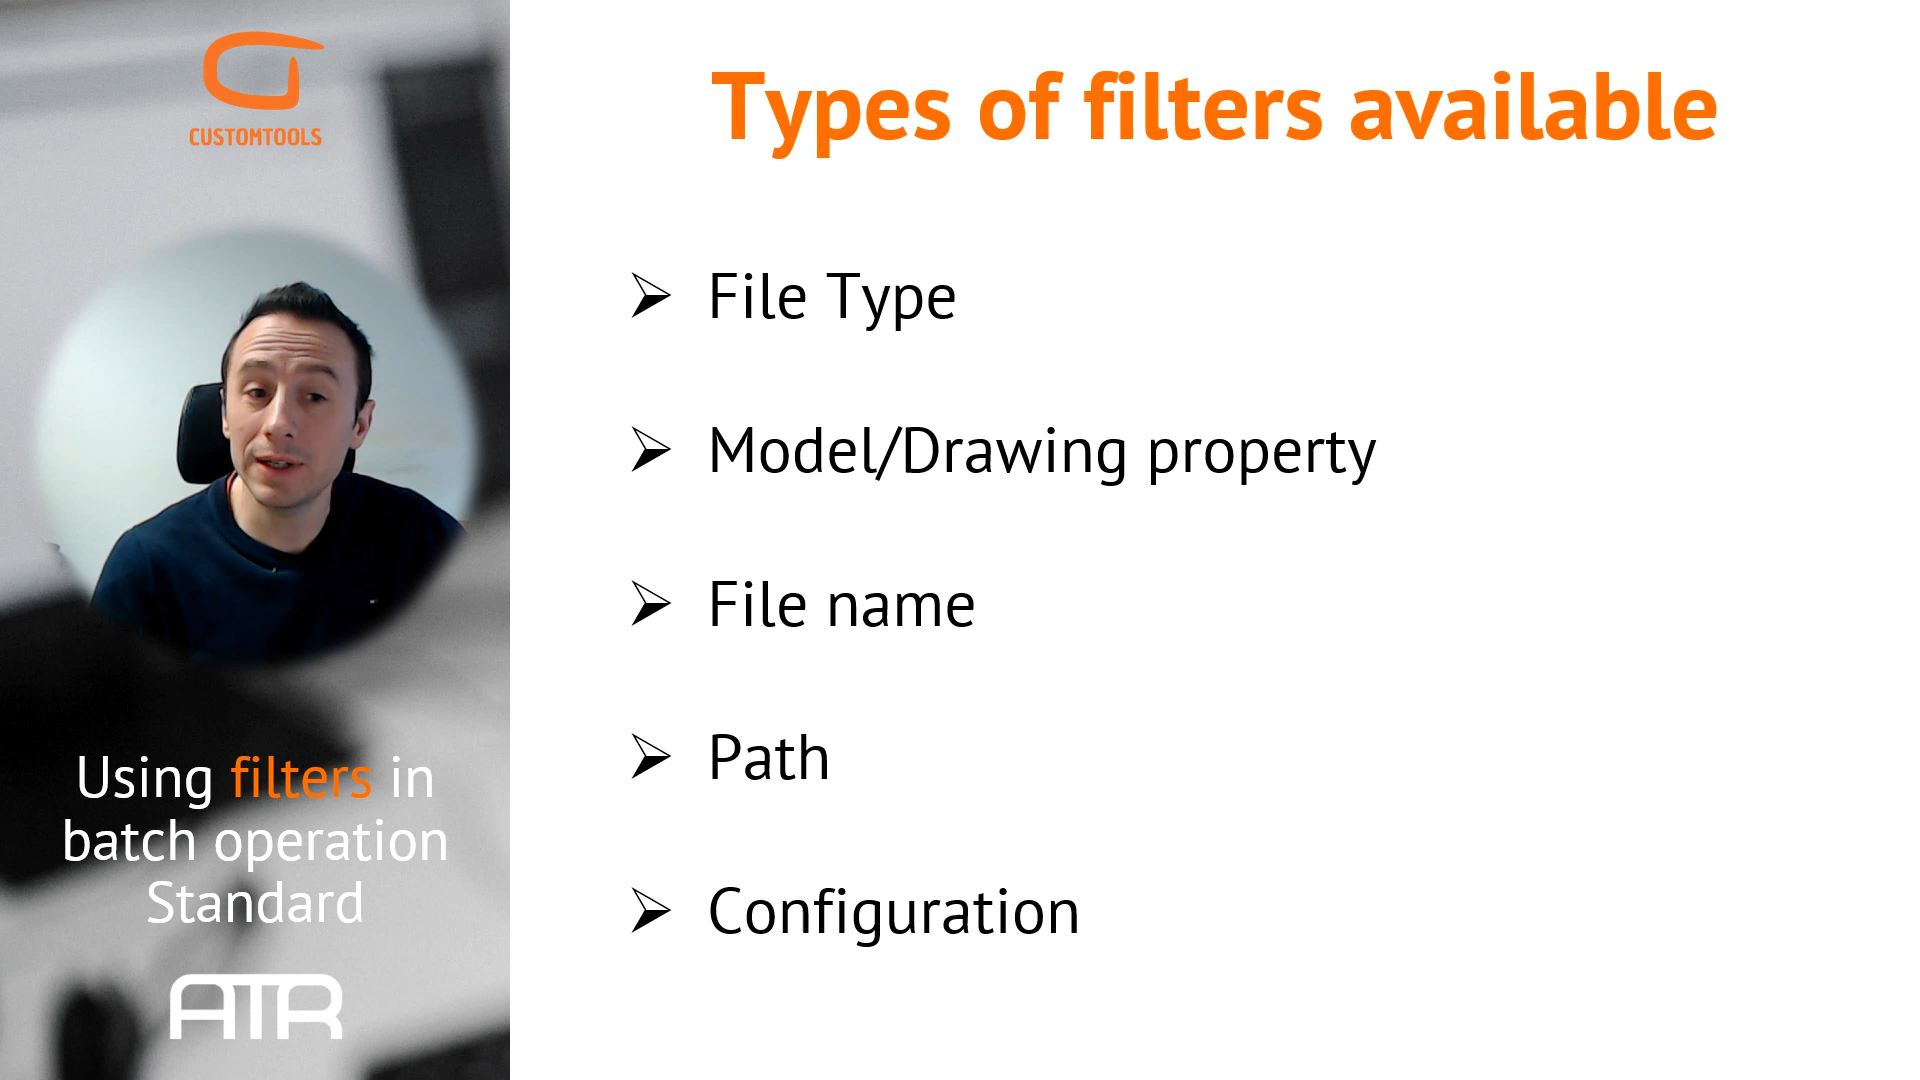 CUSTOMTOOLS
Using filters in
batch operation
Standard
ATR
Types of filters available
File Type
Model/Drawing property
File name
Path
Configuration